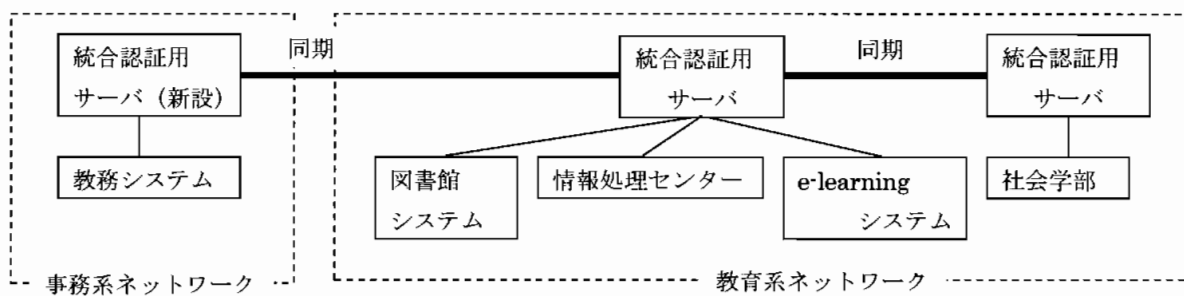 統合認証用
サーバ（新設）
同期
統合認証用
サーバ
同期
統合認証用
サーバ
教務システム
図書館
システム
情報処理センター
e-learning
システム
社会学部
事務系ネットワーク
教育系ネットワーク